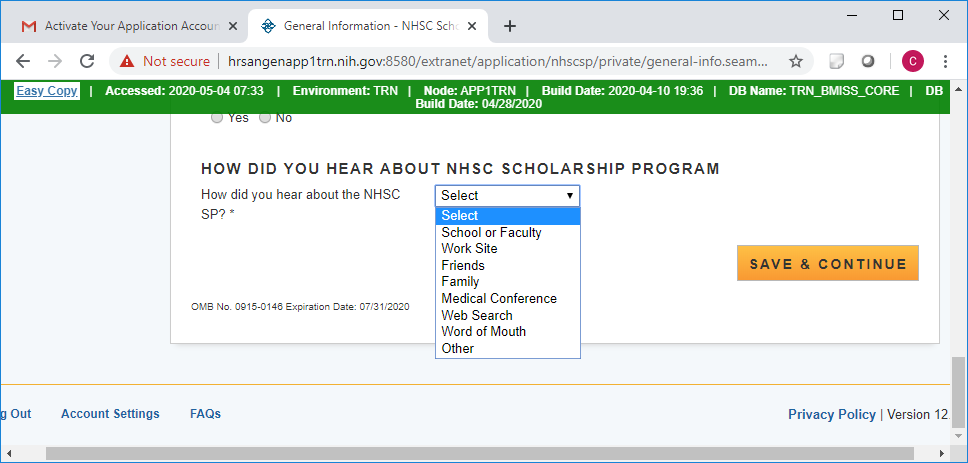 Activate Your Application Accoun
General Information - NHSC Scho
Not secure | hrsangenapp1trn.nih.gov:8580/extranet/application/nhscsp/private/general-info.seam...
C
Easy Copy | Accessed: 2020-05-04 07:33 | Environment: TRN | Node: APP1TRN | Build Date: 2020-04-10 19:36 | DB Name: TRN_BMISS_CORE | DB
Build Date: 04/28/2020
Yes No
HOW DID YOU HEAR ABOUT NHSC SCHOLARSHIP PROGRAM
How did you hear about the NHSC
SP? *
Select
Select
School or Faculty
Work Site
Friends
Family
Medical Conference
Web Search
Word of Mouth
Other
SAVE & CONTINUE
OMB No. 0915-0146 Expiration Date: 07/31/2020
g Out Account Settings FAQs
Privacy Policy | Version 12